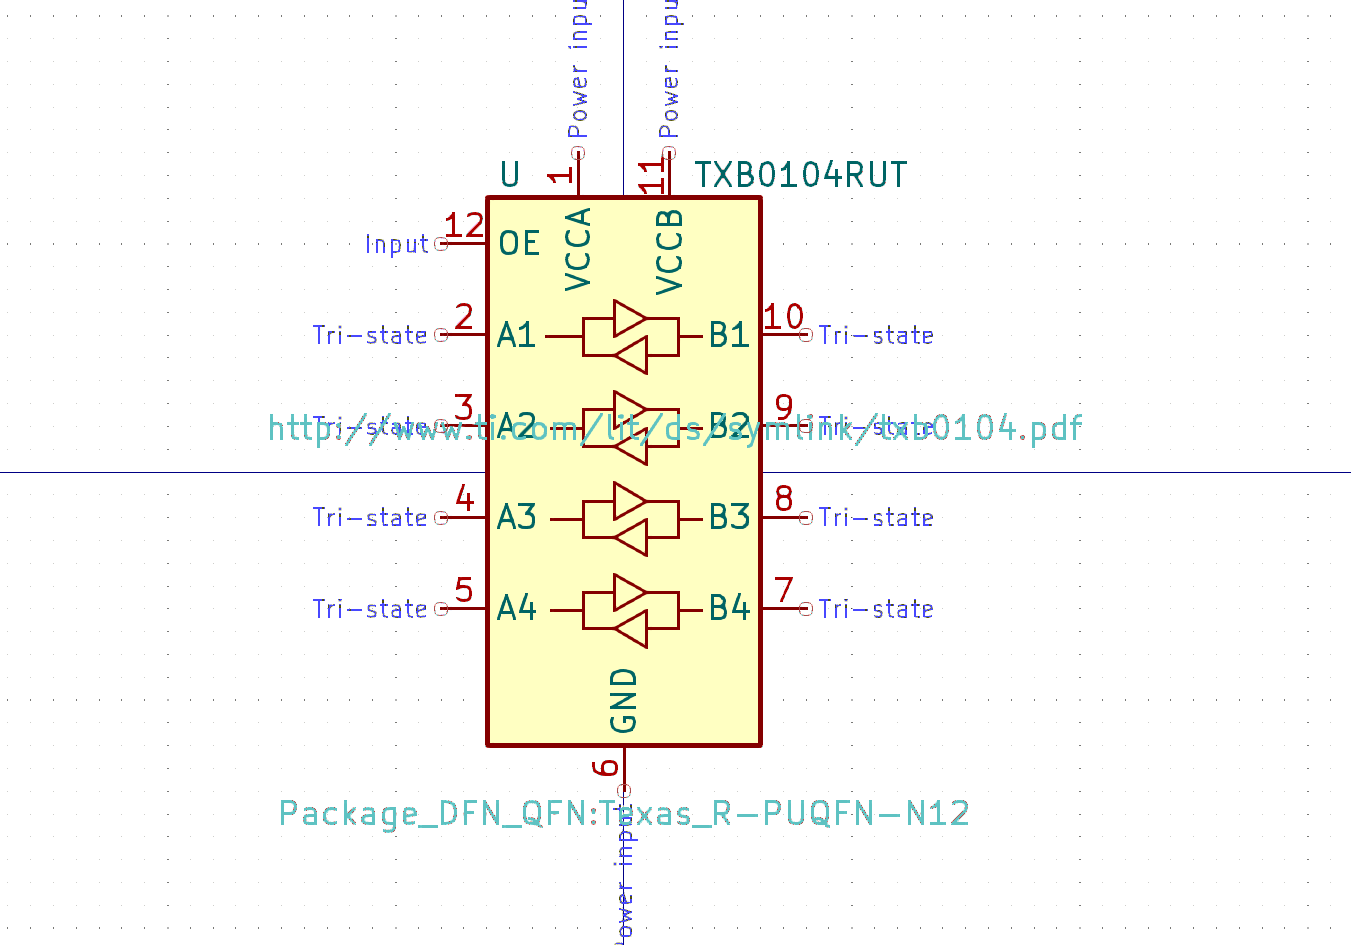 Power inpu
Power inpu
U
1
11
TXB0104RUT
12
Input
OE
VCCA
VCCB
2
Tri-state
A1
B1
10
Tri-state
3
Tri-state
A2
B2
9
Tri-state
http://www.ti.com/lit/ds/symlink/txb0104.pdf
4
Tri-state
A3
B3
8
Tri-state
5
Tri-state
A4
B4
7
Tri-state
GND
6
Package_DFN_QFN:Texas_R-PUQFN-N12
Power input